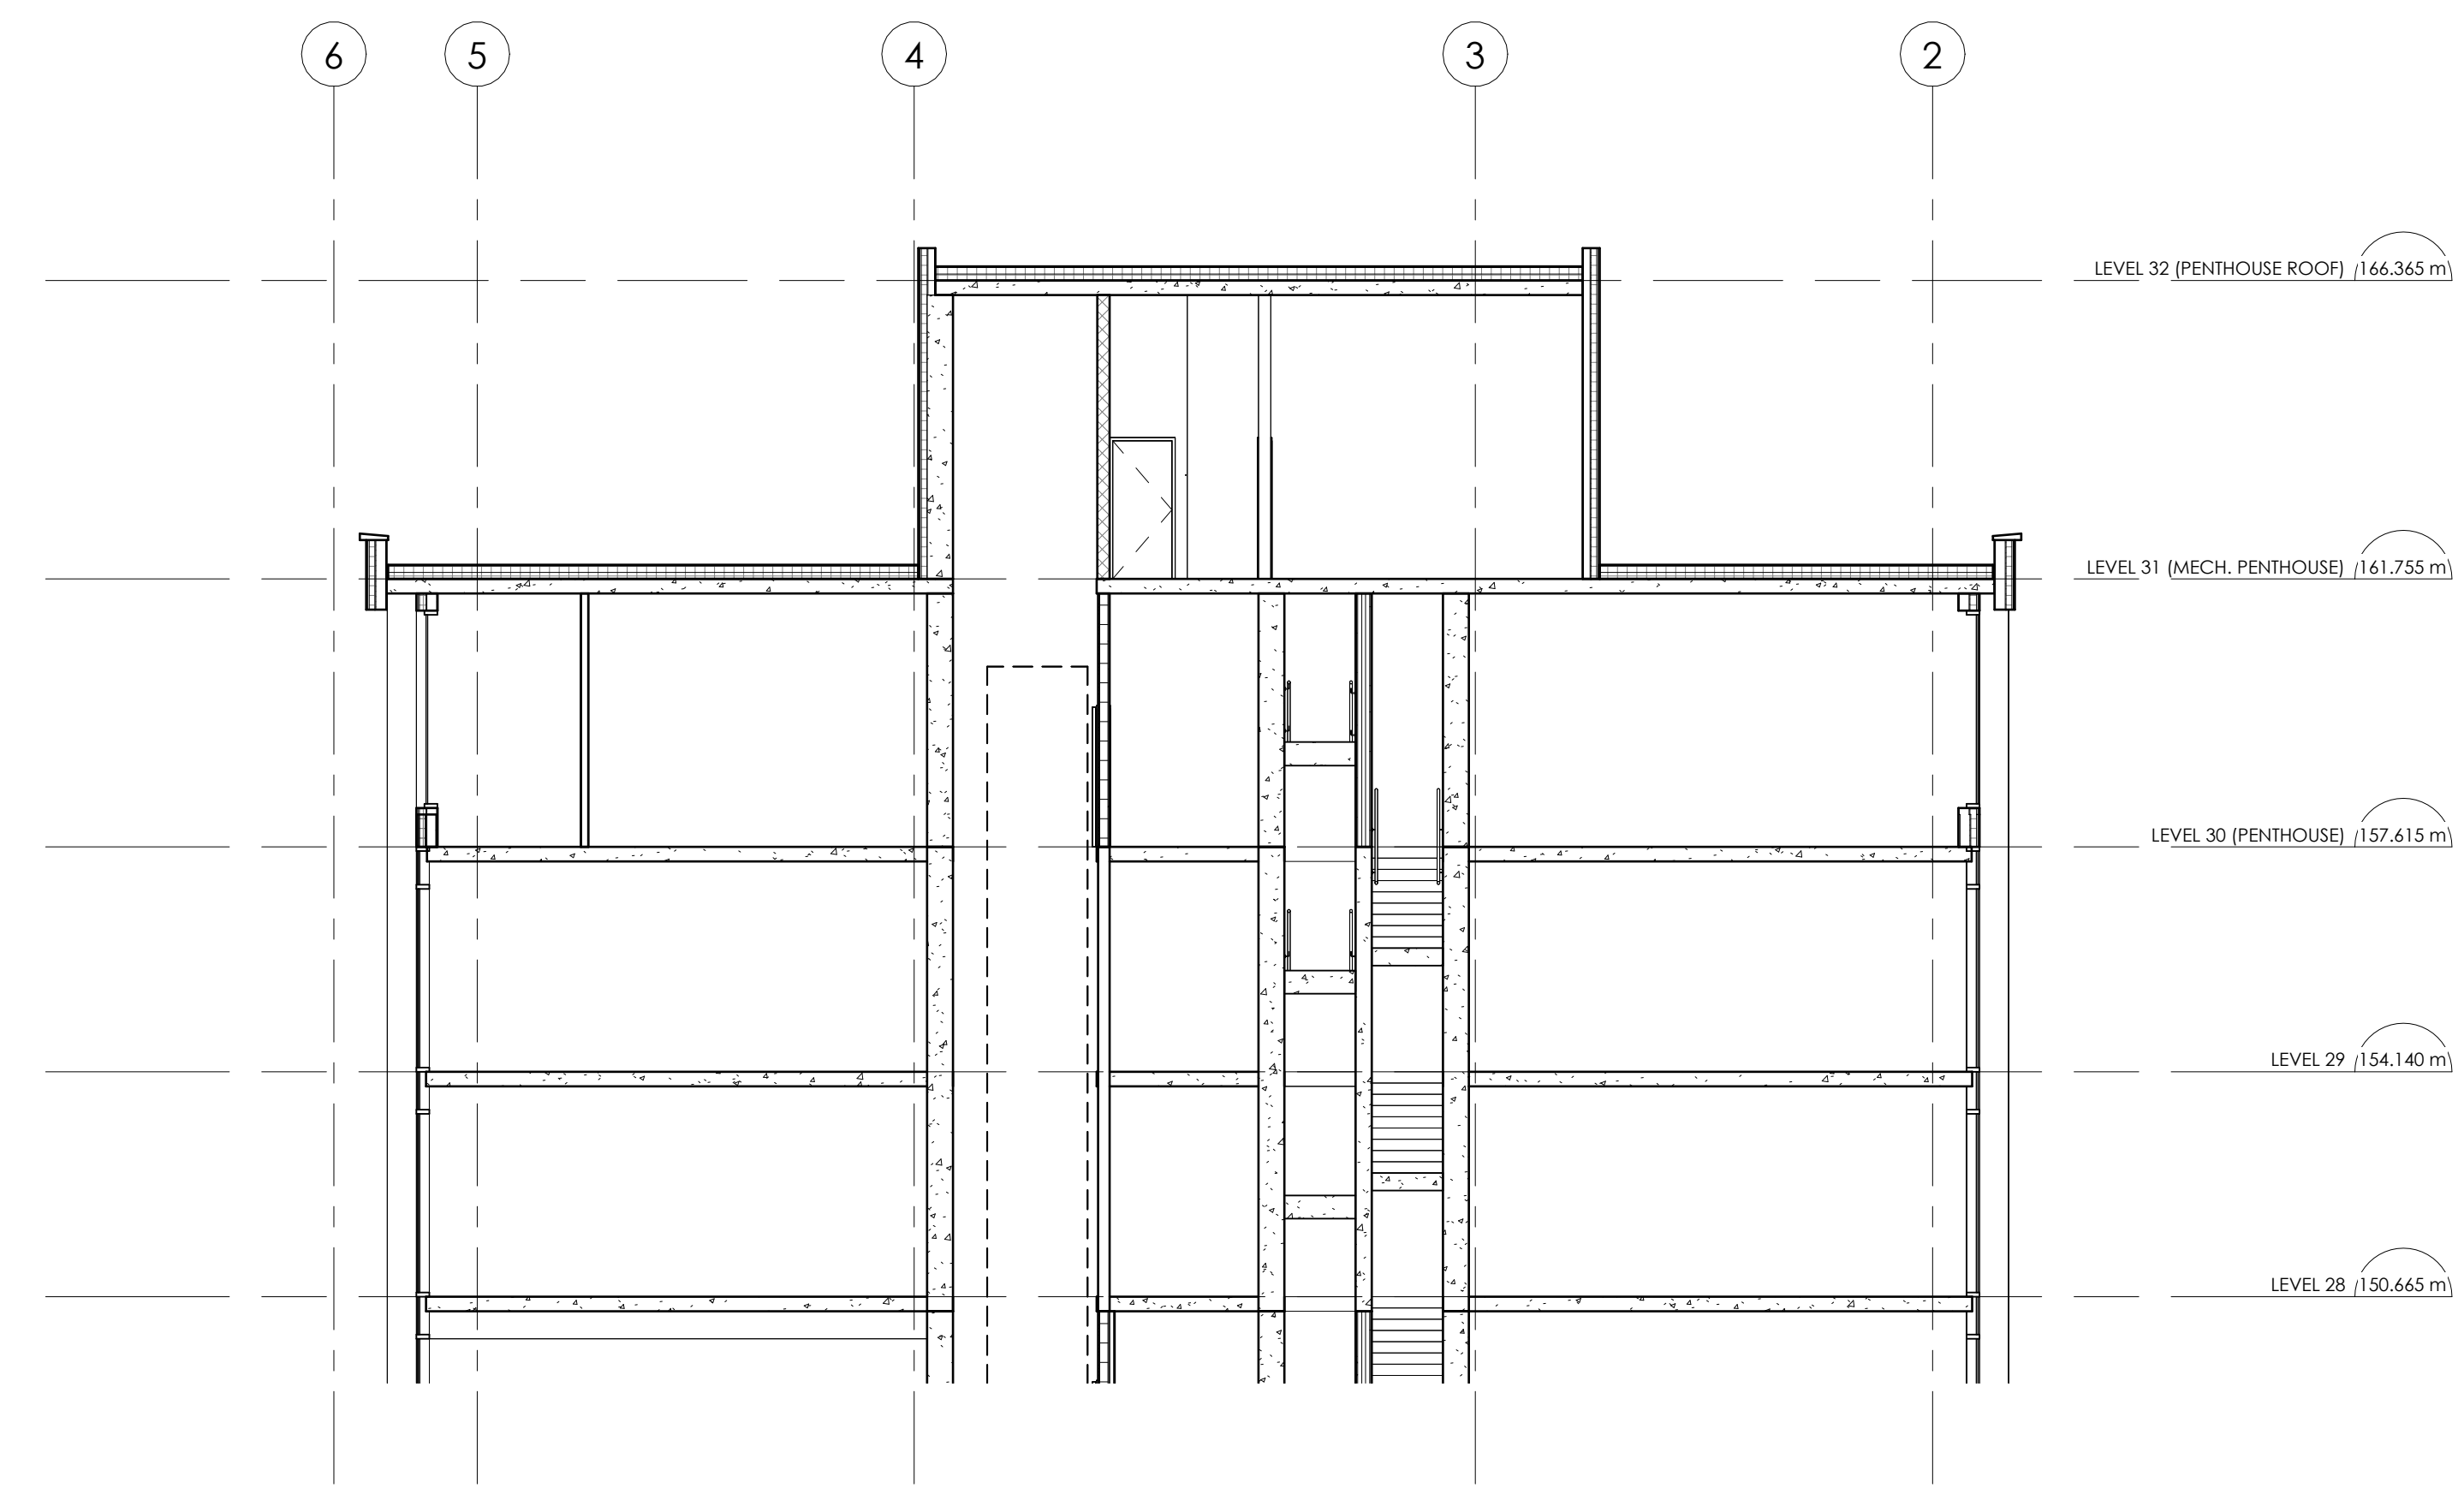 6 5 4 3 2
LEVEL 32 (PENTHOUSE ROOF) 166.365 m
LEVEL 31 (MECH. PENTHOUSE) 161.755 m
LEVEL 30 (PENTHOUSE) 157.615 m
LEVEL 29 154.140 m
LEVEL 28 150.665 m